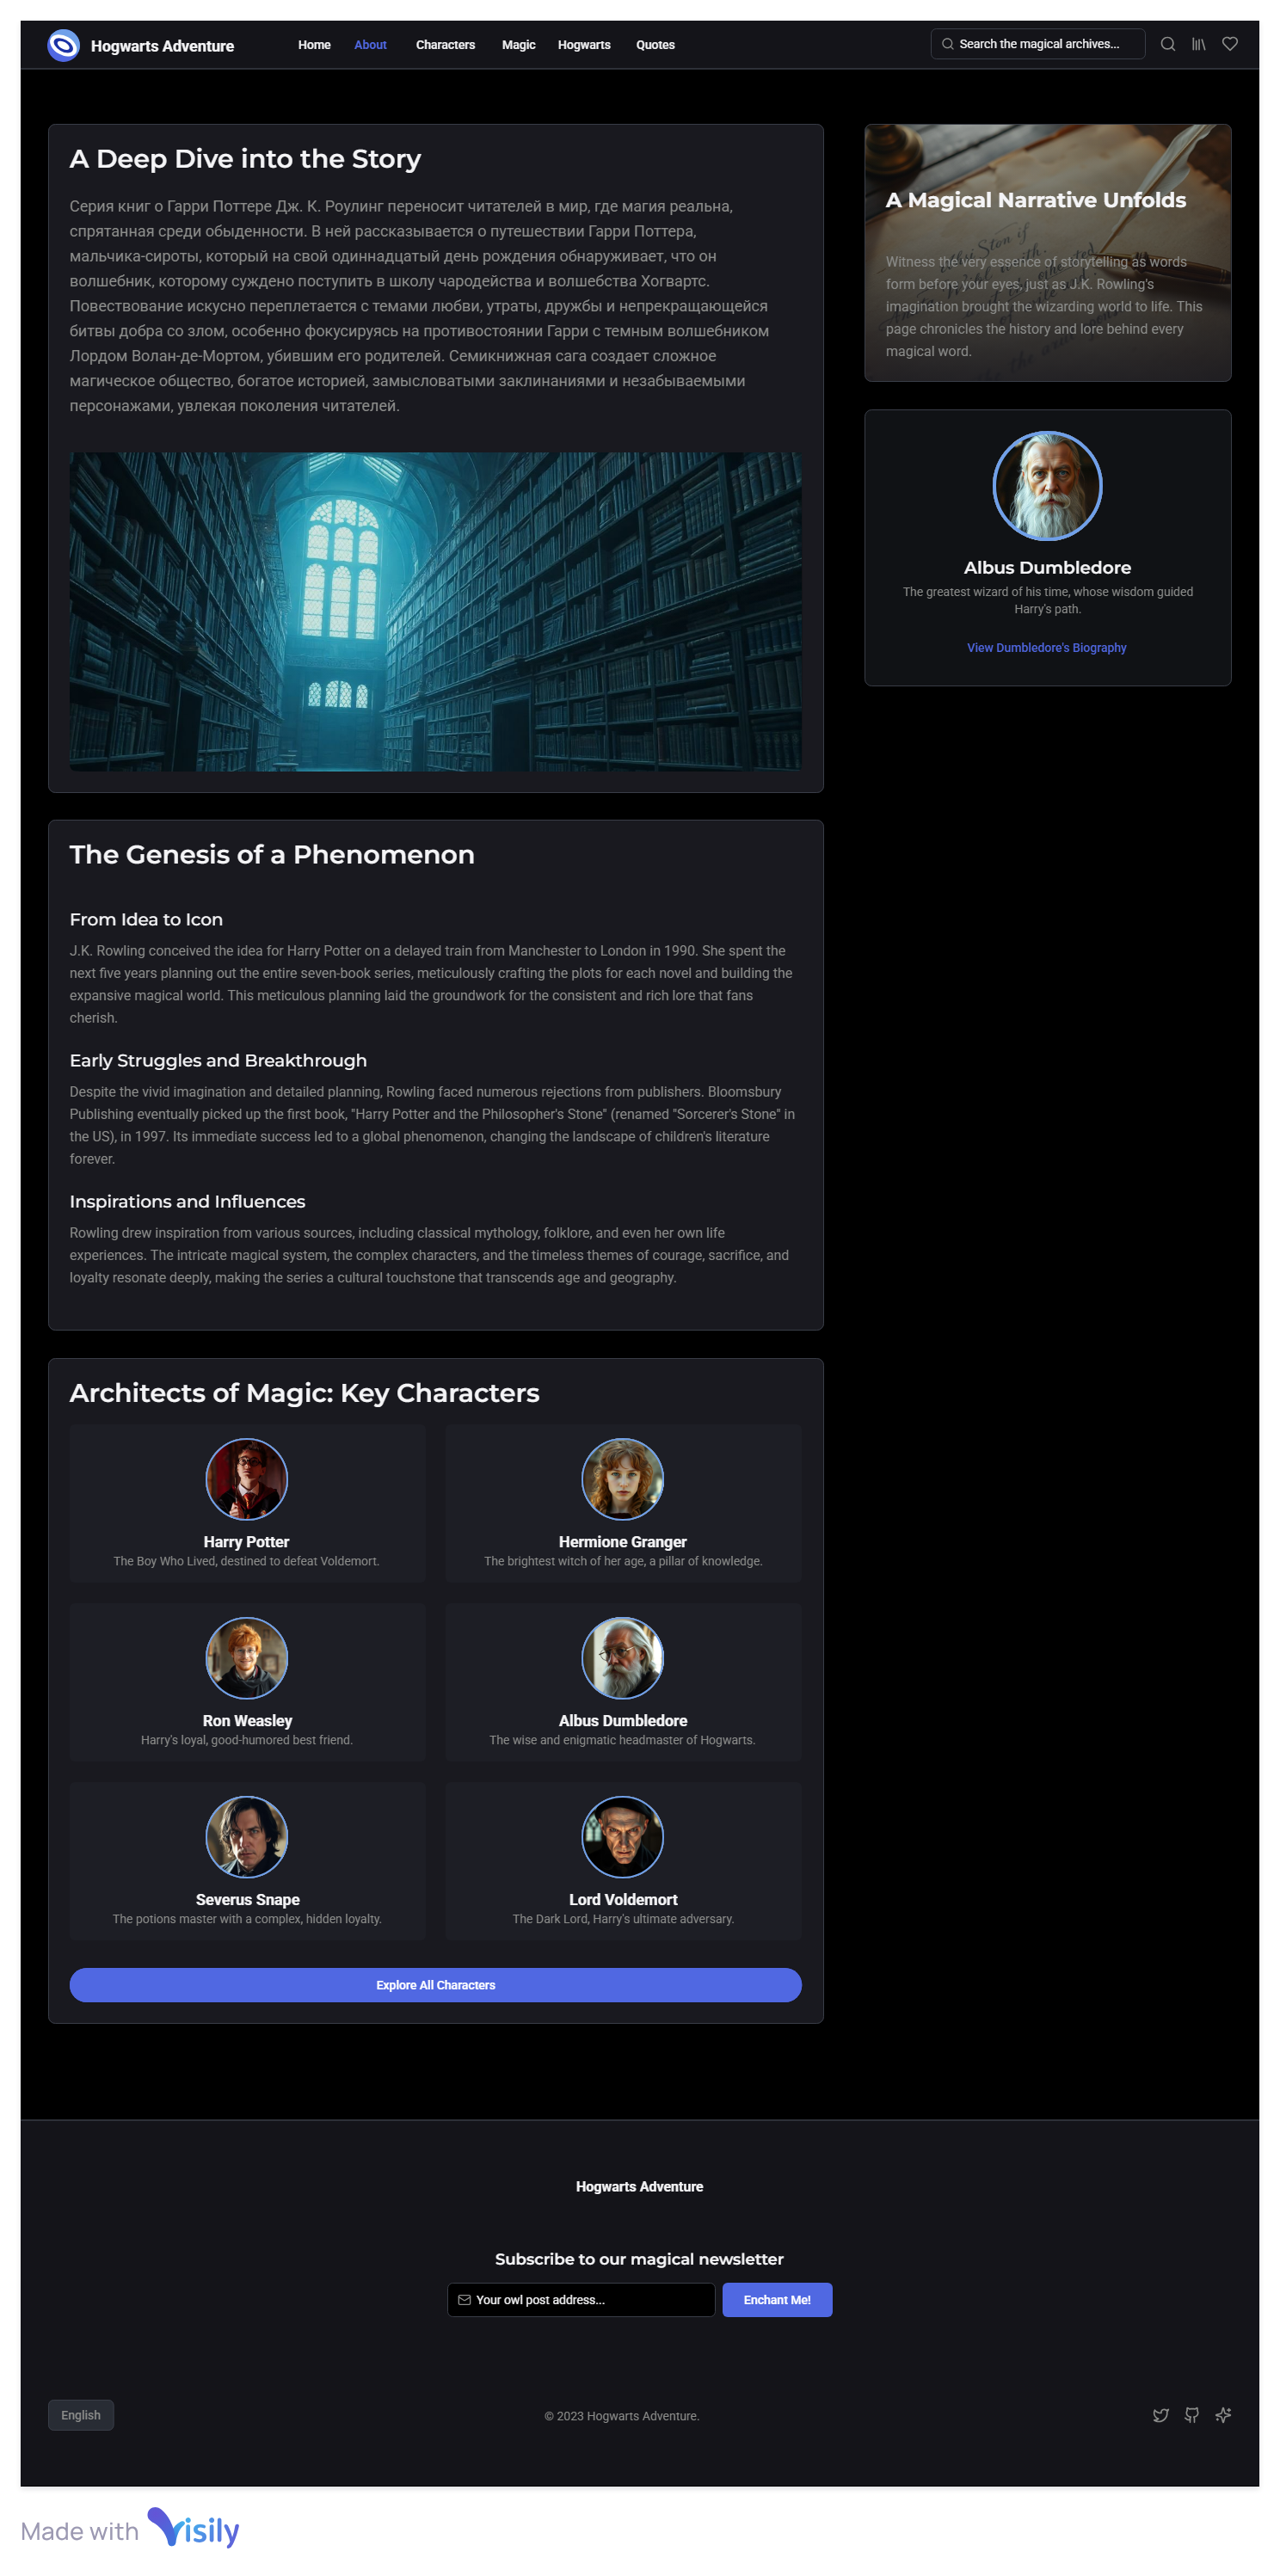 Hogwarts Adventure
Home
About
Characters
Magic
Hogwarts
Quotes
Search the magical archives...
A Deep Dive into the Story
Серия книг о Гарри Поттере Дж. К. Роулинг переносит читателей в мир, где магия реальна,
спрятанная среди обыденности. В ней рассказывается о путешествии Гарри Поттера,
мальчика-сироты, который на свой одиннадцатый день рождения обнаруживает, что он
волшебник, которому суждено поступить в школу чародейства и волшебства Хогвартс.
Повествование искусно переплетается с темами любви, утраты, дружбы и непрекращающейся
битвы добра со злом, особенно фокусируясь на противостоянии Гарри с темным волшебником
Лордом Волан-де-Мортом, убившим его родителей. Семикнижная сага создает сложное
магическое общество, богатое историей, замысловатыми заклинаниями и незабываемыми
персонажами, увлекая поколения читателей.
A Magical Narrative Unfolds
Witness the very essence of storytelling as words
form before your eyes, just as J.K. Rowling's
imagination brought the wizarding world to life. This
page chronicles the history and lore behind every
magical word.
Albus Dumbledore
The greatest wizard of his time, whose wisdom guided
Harry's path.
View Dumbledore's Biography
The Genesis of a Phenomenon
From Idea to Icon
J.K. Rowling conceived the idea for Harry Potter on a delayed train from Manchester to London in 1990. She spent the
next five years planning out the entire seven-book series, meticulously crafting the plots for each novel and building the
expansive magical world. This meticulous planning laid the groundwork for the consistent and rich lore that fans
cherish.
Early Struggles and Breakthrough
Despite the vivid imagination and detailed planning, Rowling faced numerous rejections from publishers. Bloomsbury
Publishing eventually picked up the first book, "Harry Potter and the Philosopher's Stone" (renamed "Sorcerer's Stone" in
the US), in 1997. Its immediate success led to a global phenomenon, changing the landscape of children's literature
forever.
Inspirations and Influences
Rowling drew inspiration from various sources, including classical mythology, folklore, and even her own life
experiences. The intricate magical system, the complex characters, and the timeless themes of courage, sacrifice, and
loyalty resonate deeply, making the series a cultural touchstone that transcends age and geography.
Architects of Magic: Key Characters
Harry Potter
The Boy Who Lived, destined to defeat Voldemort.
Hermione Granger
The brightest witch of her age, a pillar of knowledge.
Ron Weasley
Harry's loyal, good-humored best friend.
Albus Dumbledore
The wise and enigmatic headmaster of Hogwarts.
Severus Snape
The potions master with a complex, hidden loyalty.
Lord Voldemort
The Dark Lord, Harry's ultimate adversary.
Explore All Characters
Hogwarts Adventure
Subscribe to our magical newsletter
Your owl post address...
Enchant Me!
English
© 2023 Hogwarts Adventure.
Made with Visily